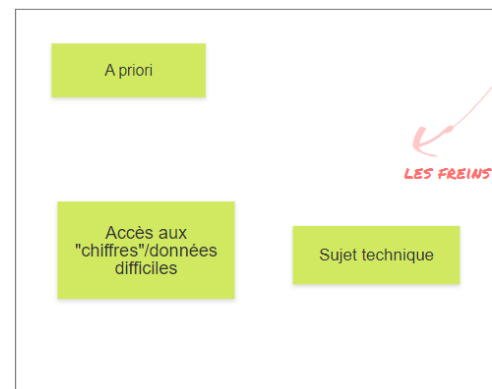 A priori
LES FREINS
Accès aux
"chiffres"/données
difficiles
Sujet technique